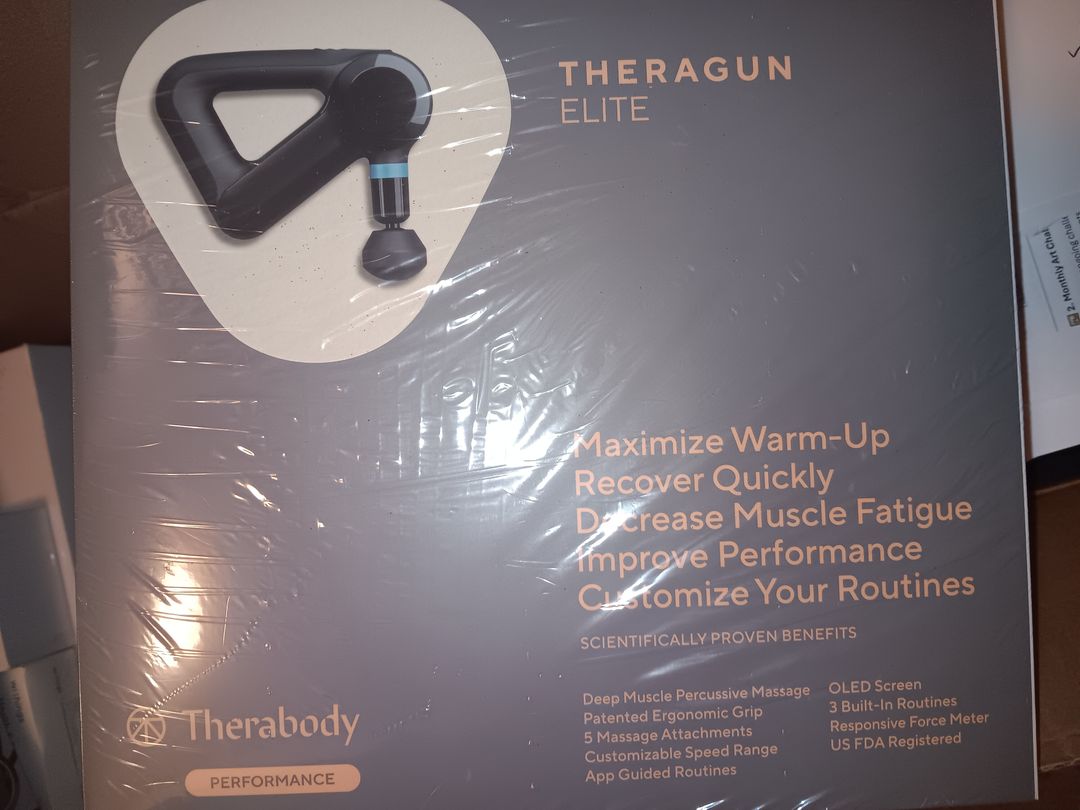 THERAGUN
ELITE
Maximize Warm-Up
Recover Quickly
Decrease Muscle Fatigue
Improve Performance
Customize Your Routines
SCIENTIFICALLY PROVEN BENEFITS
Deep Muscle Percussive Massage
Patented Ergonomic Grip
5 Massage Attachments
Customizable Speed Range
App Guided Routines
OLED Screen
3 Built-In Routines
Responsive Force Meter
US FDA Registered
Therabody
PERFORMANCE
2. Monthly Art